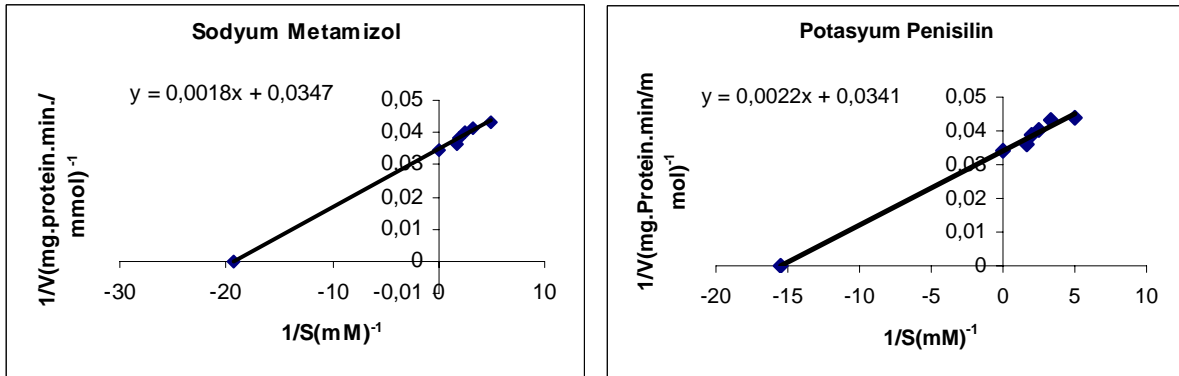 Sodyum Metamizol
y = 0,0018x + 0,0347
0,05
0,04
0,03
0,02
0,01
0
-0,01
-30
-20
-10
0
10
1/V(mg.protein.min./
mmol)-1
1/S(mM)-1
Potasyum Penisilin
y = 0,0022x + 0,0341
0,05
0,04
0,03
0,02
0,01
0
-20
-15
-10
-5
0
5
10
1/V(mg.Protein.min/m
mol)-1
1/S(mM)-1